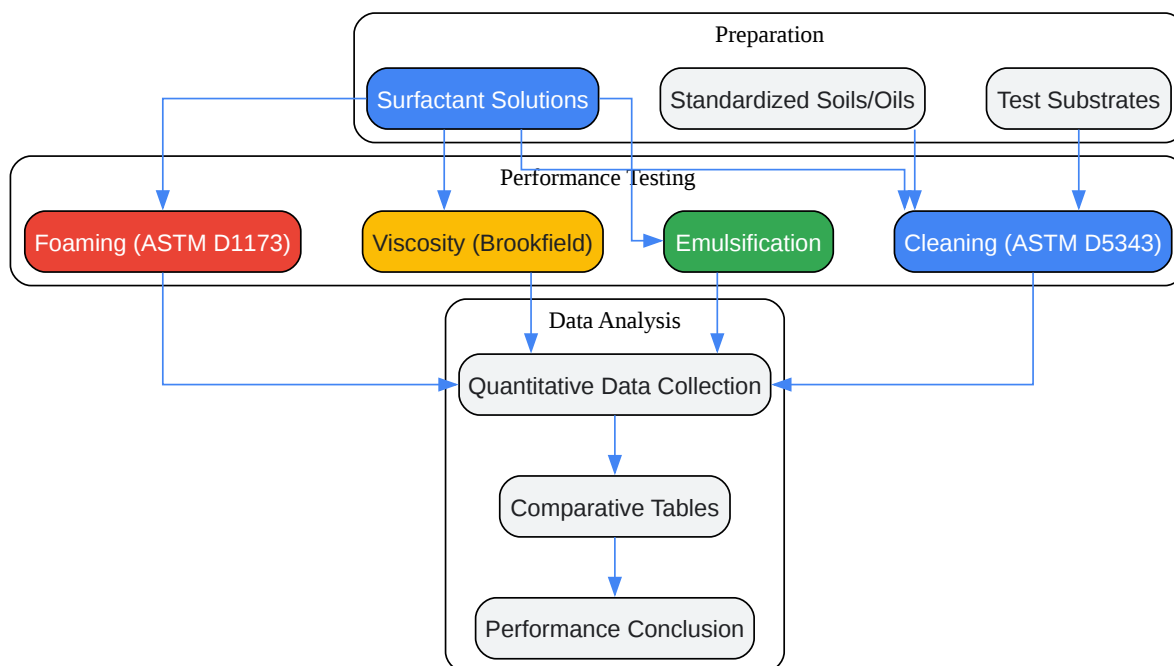 Preparation
Surfactant Solutions
Standardized Soils/Oils
Test Substrates
Performance Testing
Foaming (ASTM D1173)
Viscosity (Brookfield)
Emulsification
Cleaning (ASTM D5343)
Data Analysis
Quantitative Data Collection
Comparative Tables
Performance Conclusion